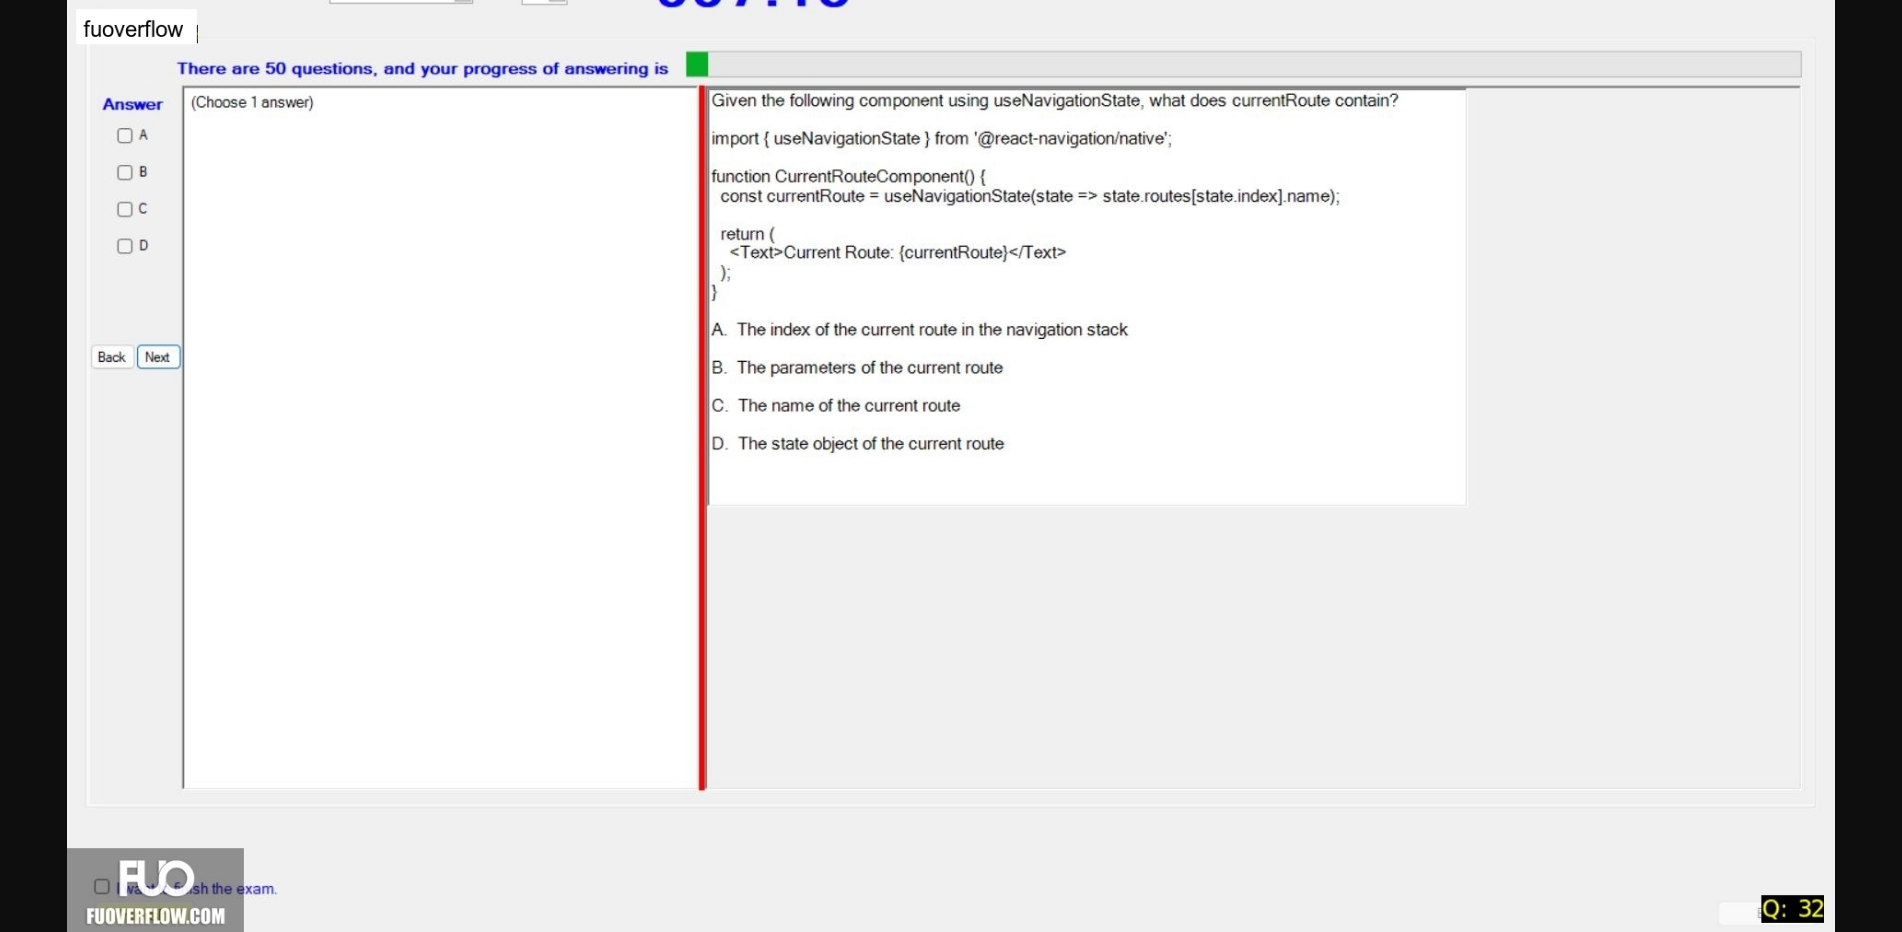 fuoverflow
There are 50 questions, and your progress of answering is
Answer
(Choose 1 answer)
A
B
C
D
Back
Next
Given the following component using useNavigationState, what does currentRoute contain?
import { useNavigationState } from '@react-navigation/native';
function CurrentRouteComponent() {
const currentRoute = useNavigationState(state => state.routes[state.index].name);
return (
<Text>Current Route: {currentRoute}</Text>
);
}
A. The index of the current route in the navigation stack
B. The parameters of the current route
C. The name of the current route
D. The state object of the current route
FUO
the exam.
FUOVERFLOW.COM
Q: 32